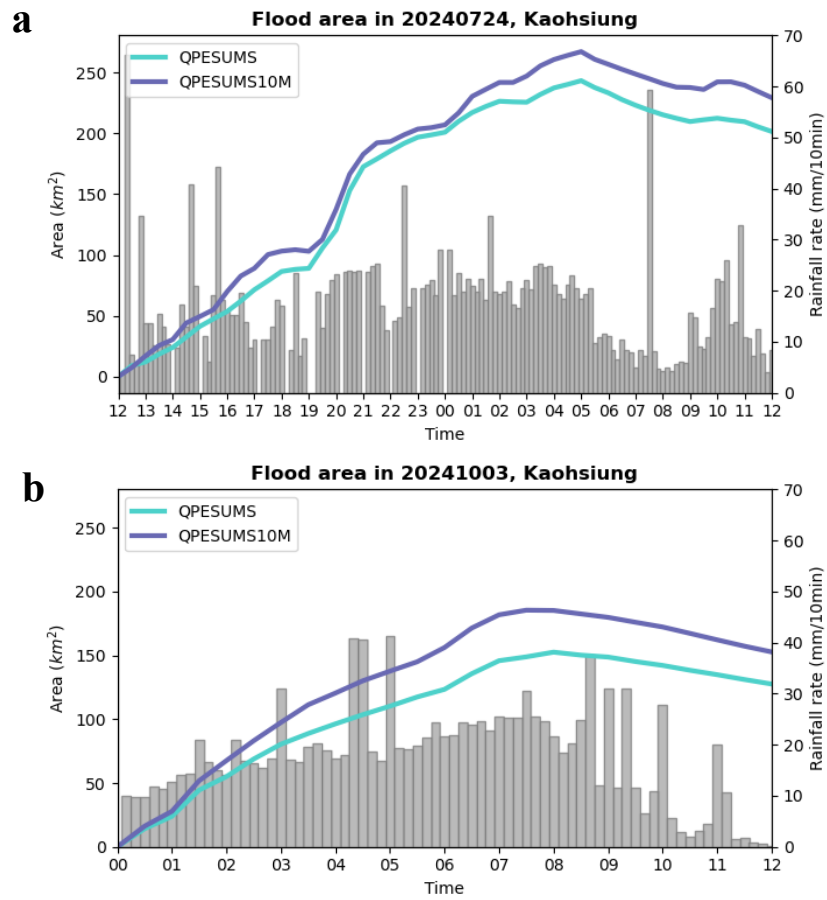 a
Flood area in 20240724, Kaohsiung
QPESUMS
QPESUMS10M
Area (km²)
250
200
150
100
50
0
70
60
50
40
30
20
10
0
Rainfall rate (mm/10min)
12 13 14 15 16 17 18 19 20 21 22 23 00 01 02 03 04 05 06 07 08 09 10 11 12
Time
b
Flood area in 20241003, Kaohsiung
QPESUMS
QPESUMS10M
Area (km²)
250
200
150
100
50
0
70
60
50
40
30
20
10
0
Rainfall rate (mm/10min)
00 01 02 03 04 05 06 07 08 09 10 11 12
Time